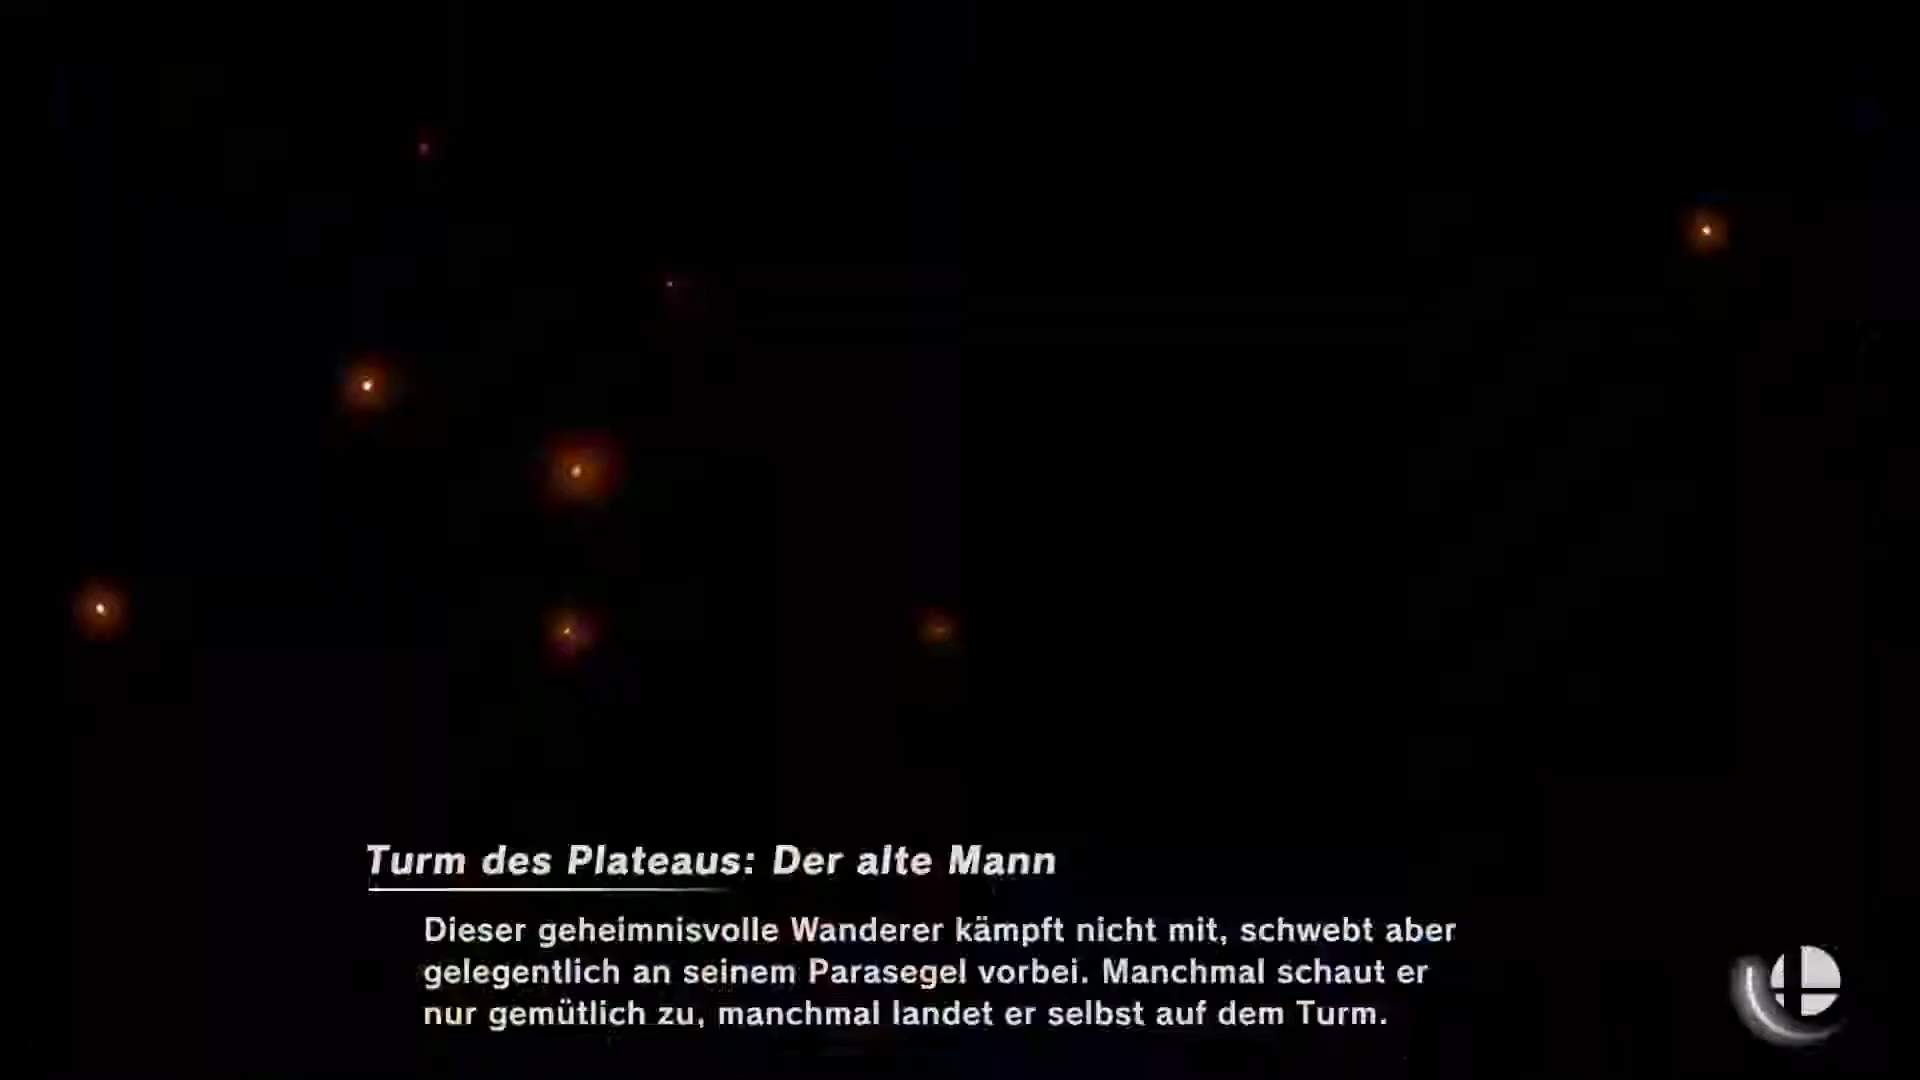 Turm des Plateaus: Der alte Mann
Dieser geheimnisvolle Wanderer kämpft nicht mit, schwebt aber
gelegentlich an seinem Parasegel vorbei. Manchmal schaut er
nur gemütlich zu, manchmal landet er selbst auf dem Turm.